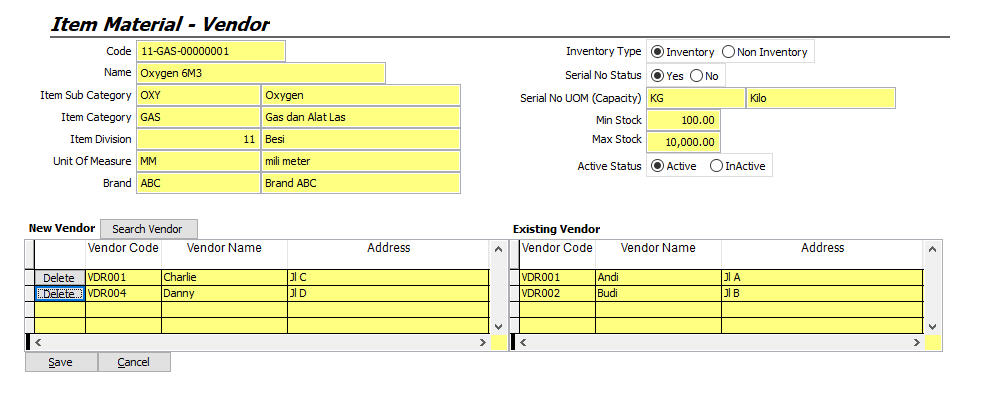 Item Material - Vendor
Code 11-GAS-00000001 Inventory Type Inventory Non Inventory
Name Oxygen 6M3 Serial No Status Yes No
Item Sub Category OXY Oxygen Serial No UOM (Capacity) KG Kilo
Item Category GAS Gas dan Alat Las Min Stock 100.00
Item Division 11 Besi Max Stock 10,000.00
Unit Of Measure MM mili meter Active Status Active InActive
Brand ABC Brand ABC
New Vendor Search Vendor Existing Vendor
Vendor Code Vendor Name Address Vendor Code Vendor Name Address
Delete VDR001 Charlie Jl C VDR001 Andi Jl A
Delete VDR004 Danny Jl D VDR002 Budi Jl B
Save Cancel